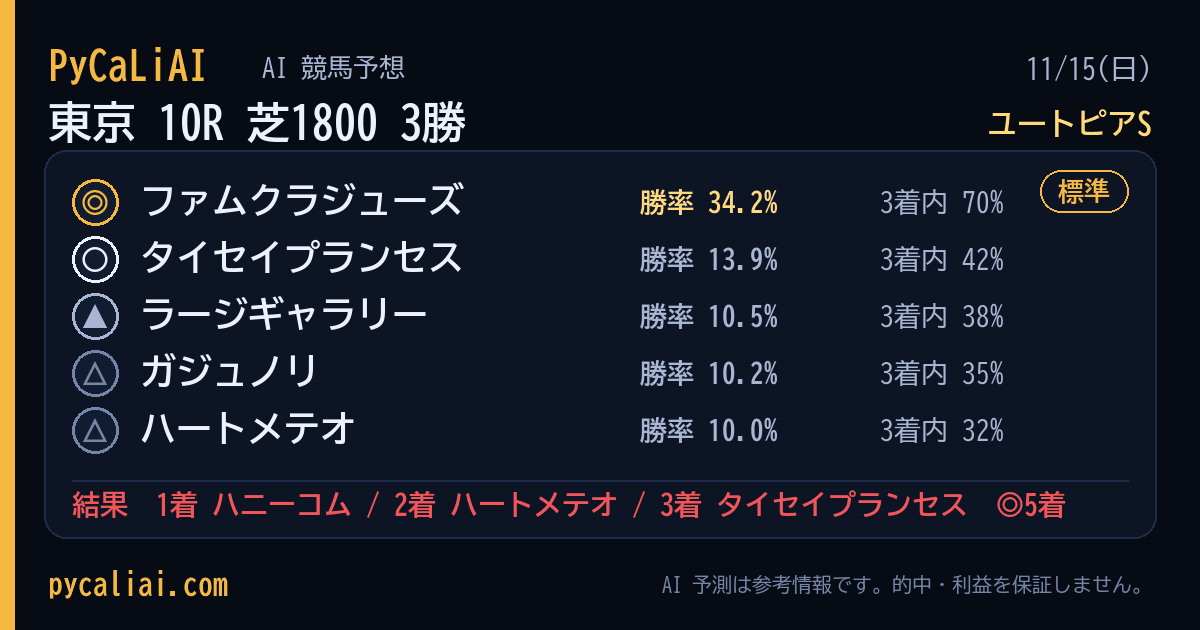 PyCaLiAI AI 競馬予想 11/15(日)
東京 10R 芝1800 3勝 ユートピアS
◎ ファムクラジューズ 勝率 34.2% 3着内 70% 標準
○ タイセイプランセス 勝率 13.9% 3着内 42%
▲ ラージギャラリー 勝率 10.5% 3着内 38%
△ ガジュノリ 勝率 10.2% 3着内 35%
△ ハートメテオ 勝率 10.0% 3着内 32%
結果 1着 ハニーコム / 2着 ハートメテオ / 3着 タイセイプランセス ◎5着
pycaliai.com AI 予測は参考情報です。的中・利益を保証しません。